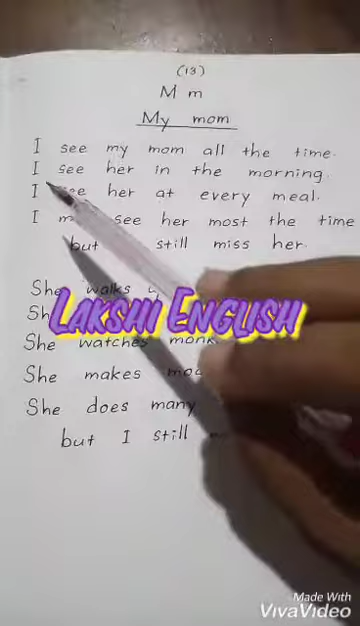 (13)
M m
My mom
I see my mom all the time.
I see her in the morning.
I see her at every meal.
I see her most the time
but still miss her.
She walks
LAKSHI ENGLISH
She watches
She makes
She does many
but I still
Made With
VivaVideo